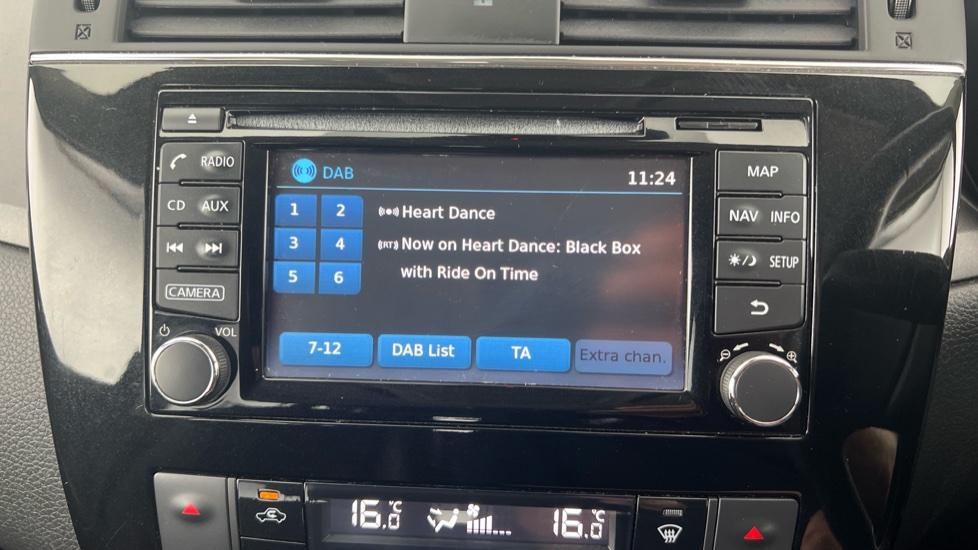 DAB 11:24
RADIO
CD AUX
CAMERA
VOL
1 2
3 4
5 6
Heart Dance
(RT) Now on Heart Dance: Black Box
with Ride On Time
7-12 DAB List TA Extra chan.
MAP
NAV INFO
SETUP
16.0°C 16.0°C